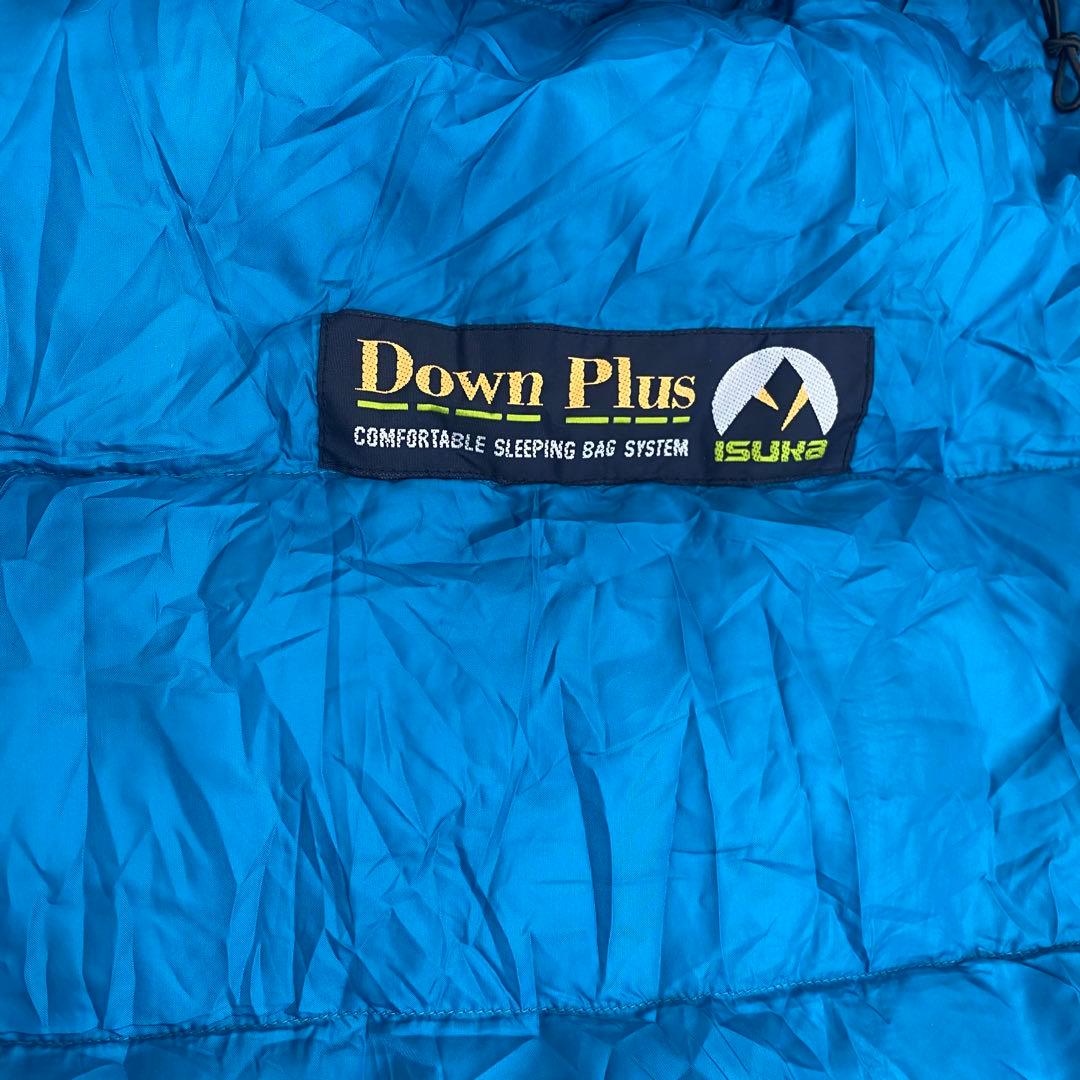 Down Plus
COMFORTABLE SLEEPING BAG SYSTEM
ISUKa